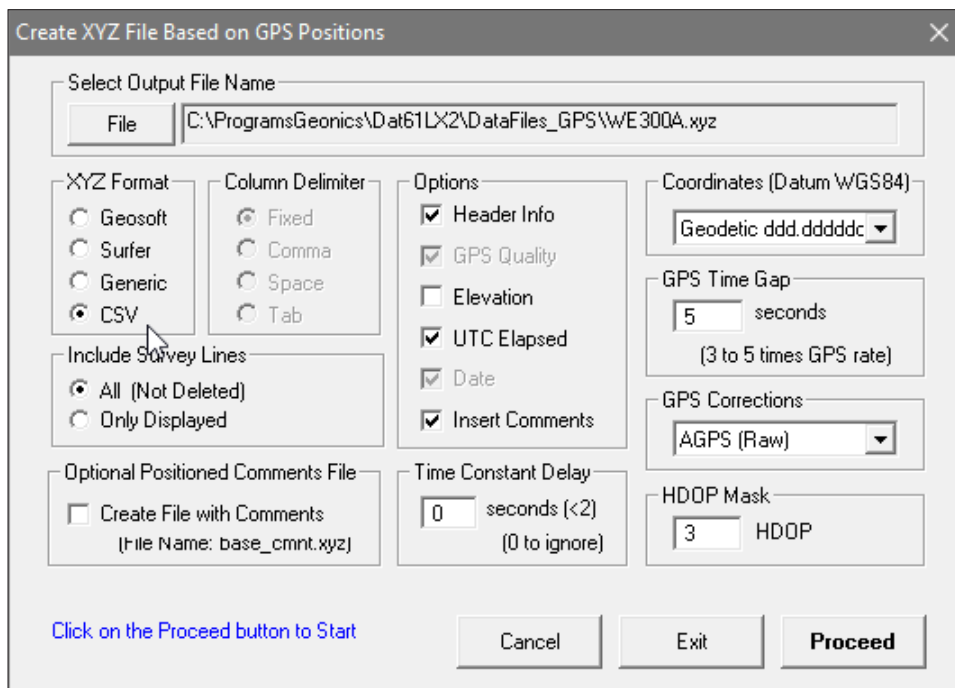 Create XYZ File Based on GPS Positions
Select Output File Name
File
C:\ProgramsGeonics\Dat61LX2\DataFiles_GPS\WE300A.xyz
XYZ Format
Geosoft
Surfer
Generic
CSV
Column Delimiter
Fixed
Comma
Space
Tab
Options
Header Info
GPS Quality
Elevation
UTC Elapsed
Date
Insert Comments
Coordinates (Datum WGS84)
Geodetic ddd.dddddc
GPS Time Gap
5 seconds
(3 to 5 times GPS rate)
Include Survey Lines
All (Not Deleted)
Only Displayed
GPS Corrections
AGPS (Raw)
Optional Positioned Comments File
Create File with Comments
(File Name: base_cmnt.xyz)
Time Constant Delay
0 seconds (<2)
(0 to ignore)
HDOP Mask
3 HDOP
Click on the Proceed button to Start
Cancel
Exit
Proceed